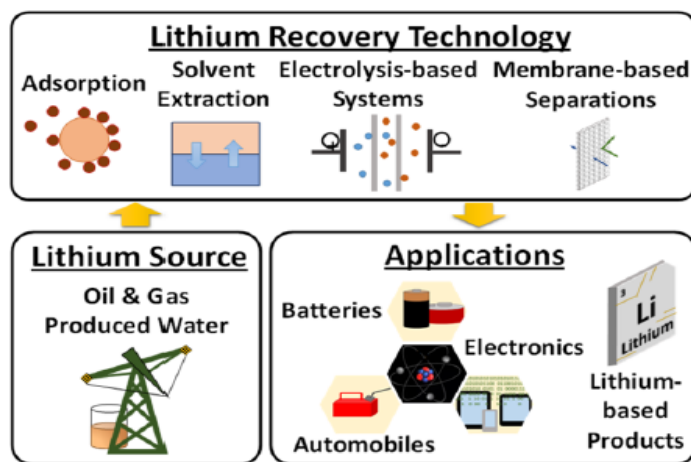 Lithium Recovery Technology
Adsorption
Solvent
Extraction
Electrolysis-based
Systems
Membrane-based
Separations
Lithium Source
Oil & Gas
Produced Water
Applications
Batteries
Electronics
Automobiles
3
Li
Lithium
Lithium-
based
Products